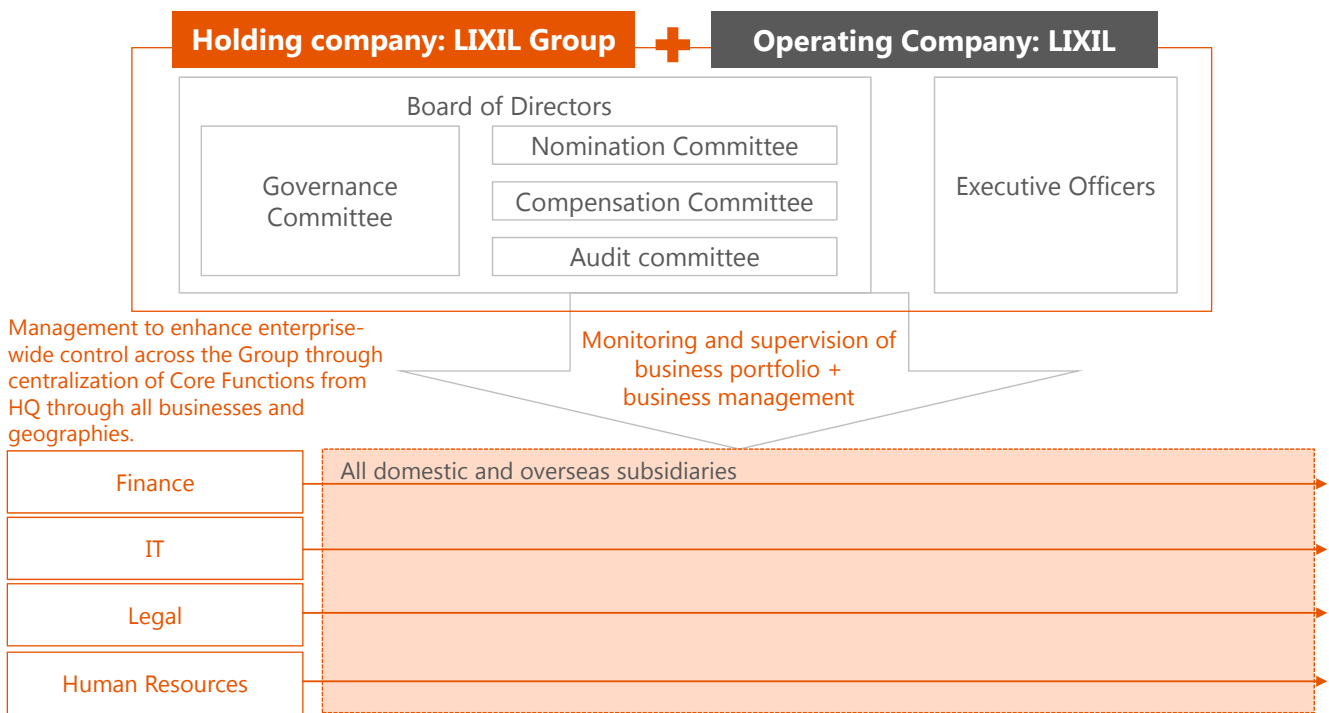 Holding company: LIXIL Group
Operating Company: LIXIL
Board of Directors
Governance
Committee
Nomination Committee
Compensation Committee
Audit committee
Executive Officers
Management to enhance enterprise-
wide control across the Group through
centralization of Core Functions from
HQ through all businesses and
geographies.
Monitoring and supervision of
business portfolio +
business management
All domestic and overseas subsidiaries
Finance
IT
Legal
Human Resources